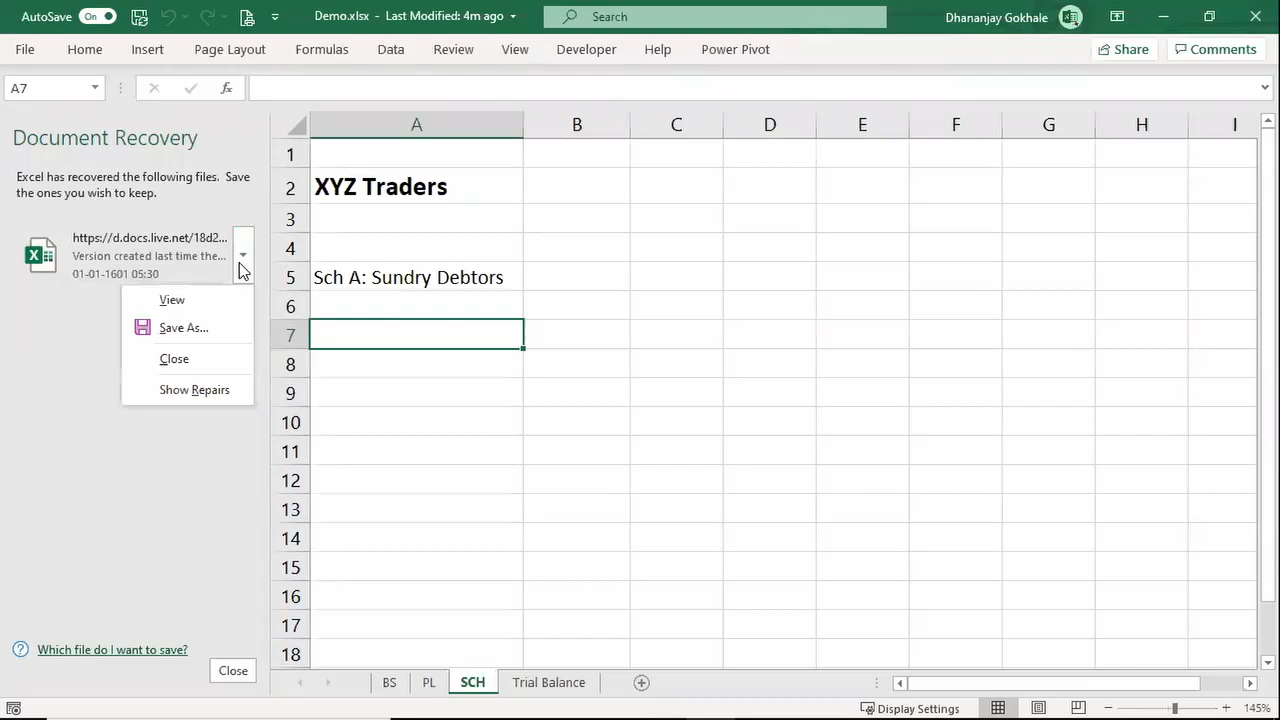 AutoSave On Demo.xlsx - Last Modified: 4m ago Search Dhananjay Gokhale
File Home Insert Page Layout Formulas Data Review View Developer Help Power Pivot Share Comments
A7 fx
Document Recovery
Excel has recovered the following files. Save
the ones you wish to keep.
https://d.docs.live.net/18d2...
Version created last time the...
01-01-1601 05:30
View
Save As...
Close
Show Repairs
Which file do I want to save?
Close
A B C D E F G H I
1
2 XYZ Traders
3
4
5 Sch A: Sundry Debtors
6
7
8
9
10
11
12
13
14
15
16
17
18
BS PL SCH Trial Balance
Display Settings 145%